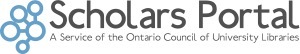 Scholars Portal
A Service of the Ontario Council of University Libraries